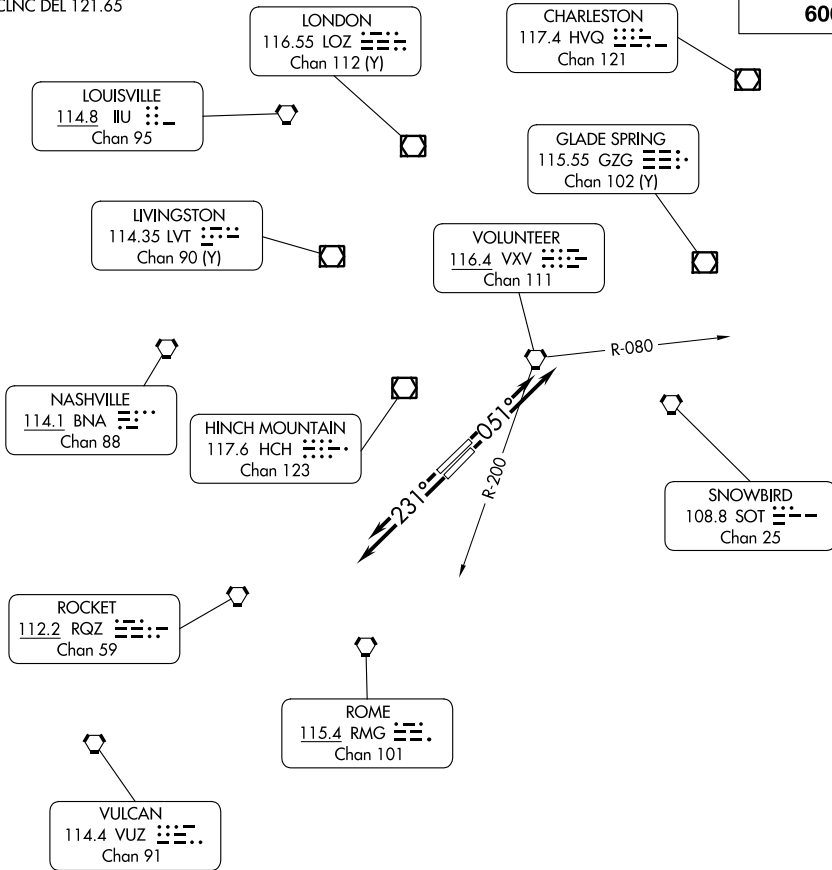 CLNC DEL 121.65
LONDON
116.55 LOZ
Chan 112 (Y)
CHARLESTON
117.4 HVQ
Chan 121
LOUISVILLE
114.8 IIU
Chan 95
GLADE SPRING
115.55 GZG
Chan 102 (Y)
LIVINGSTON
114.35 LVT
Chan 90 (Y)
VOLUNTEER
116.4 VXV
Chan 111
R-080
NASHVILLE
114.1 BNA
Chan 88
HINCH MOUNTAIN
117.6 HCH
Chan 123
051°
231°
R-200
SNOWBIRD
108.8 SOT
Chan 25
ROCKET
112.2 RQZ
Chan 59
ROME
115.4 RMG
Chan 101
VULCAN
114.4 VUZ
Chan 91